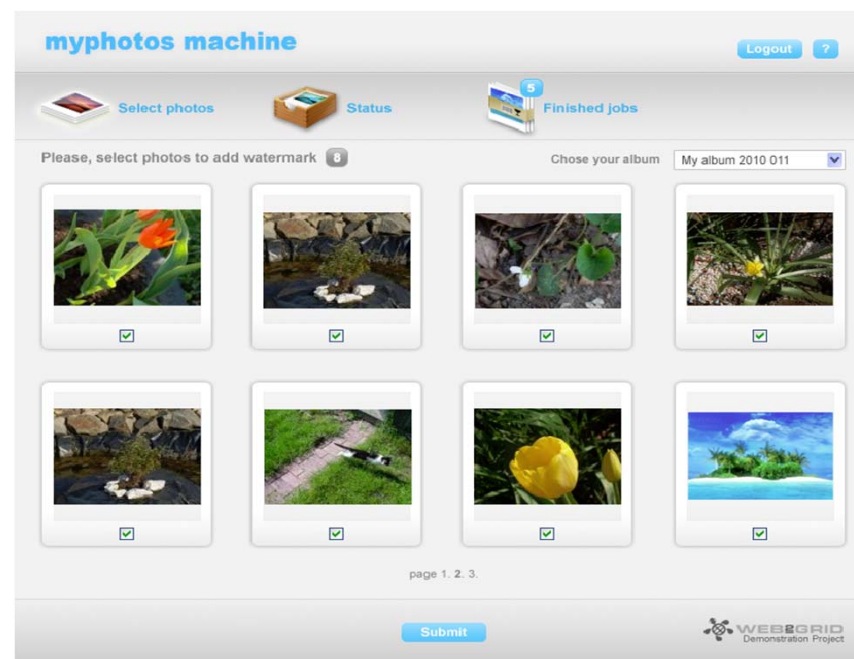 myphotos machine
Logout ?
Select photos
Status
5
Finished jobs
Please, select photos to add watermark 8
Chose your album
My album 2010 O11
page 1. 2. 3.
Submit
WEB2GRID
Demonstration Project